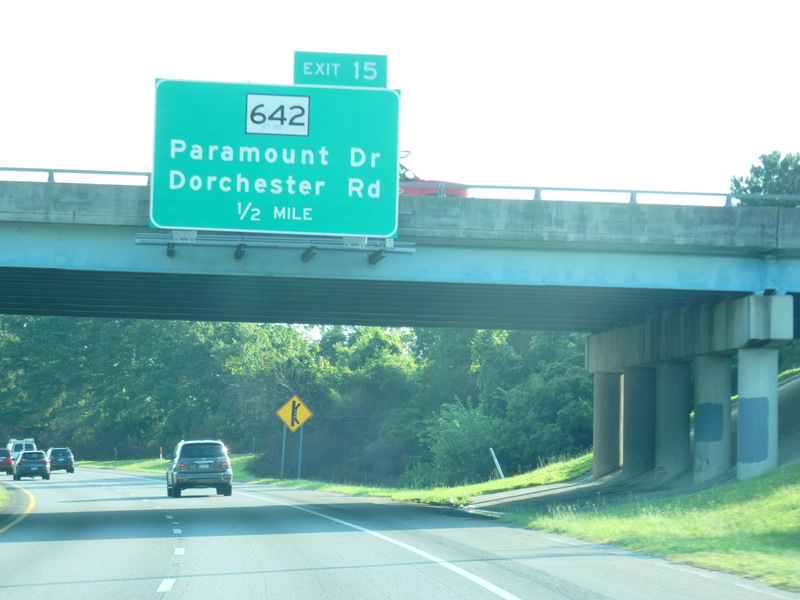 EXIT 15
642
Paramount Dr
Dorchester Rd
1/2 MILE